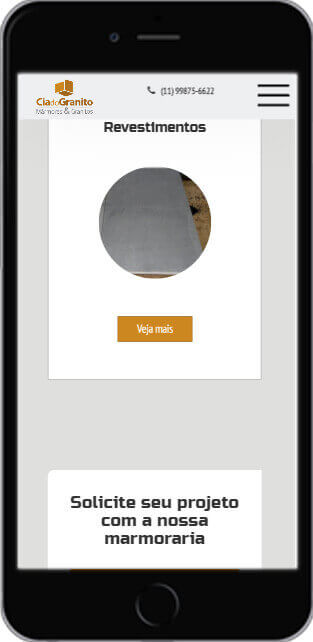 Cia do Granito
Mármores & Granitos
(11) 99875-6622
Revestimentos
Veja mais
Solicite seu projeto
com a nossa
marmoraria